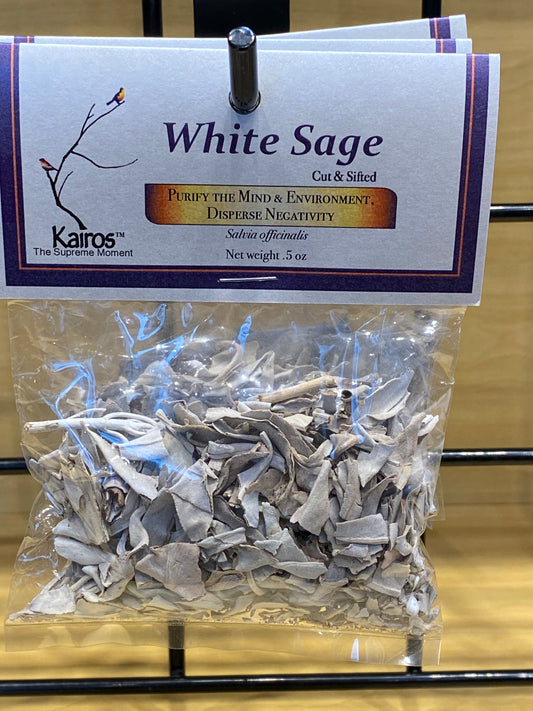 White Sage
Cut & Sifted
PURIFY THE MIND & ENVIRONMENT,
DISPERSE NEGATIVITY
Salvia officinalis
Net weight .5 oz
Kairos™
The Supreme Moment